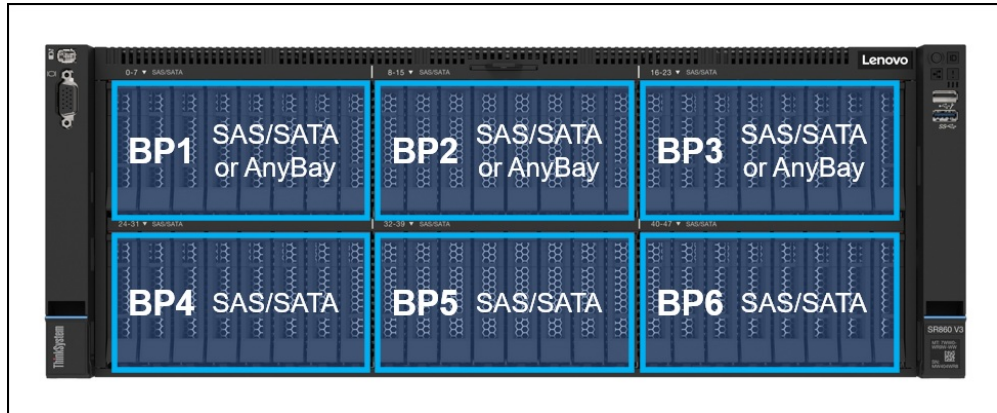 Lenovo
0-7 ▼ SAS/SATA
8-15 ▼ SAS/SATA
16-23 ▼ SAS/SATA
BP1 SAS/SATA
or AnyBay
BP2 SAS/SATA
or AnyBay
BP3 SAS/SATA
or AnyBay
24-31 ▼ SAS/SATA
32-39 ▼ SAS/SATA
40-47 ▼ SAS/SATA
BP4 SAS/SATA
BP5 SAS/SATA
BP6 SAS/SATA
ThinkSystem
SR860 V3